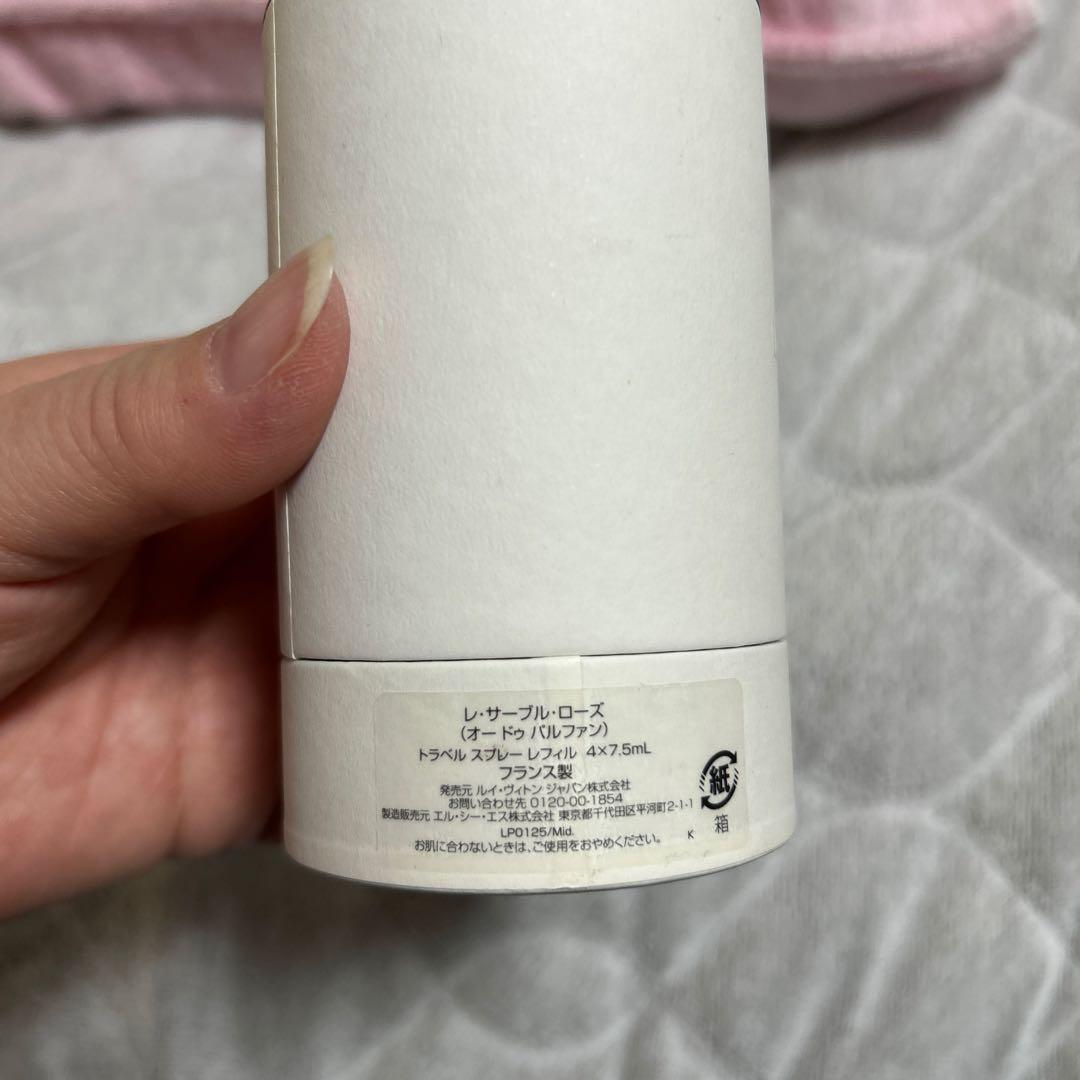 レ・サーブル・ローズ
（オー ドゥ パルファン）
トラベル スプレー レフィル 4×7.5mL
フランス製
発売元 ルイ・ヴィトン ジャパン株式会社
お問い合わせ先 0120-00-1854
製造販売元 エル・シー・エス株式会社 東京都千代田区平河町2-1-1
LP0125/Mid.
お肌に合わないときは、ご使用をおやめください。
K
紙
箱